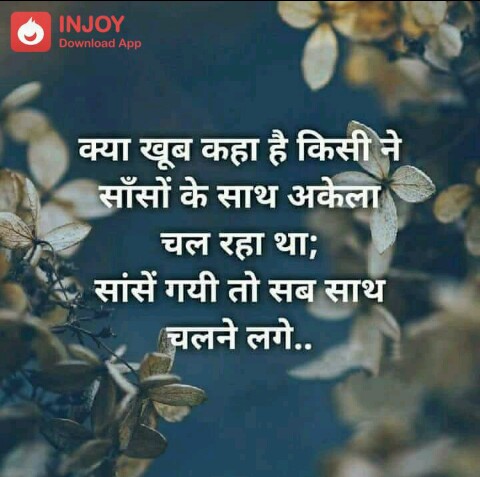 INJOY
Download App
क्या खूब कहा है किसी ने
साँसों के साथ अकेला
चल रहा था;
सांसें गयी तो सब साथ
चलने लगे..